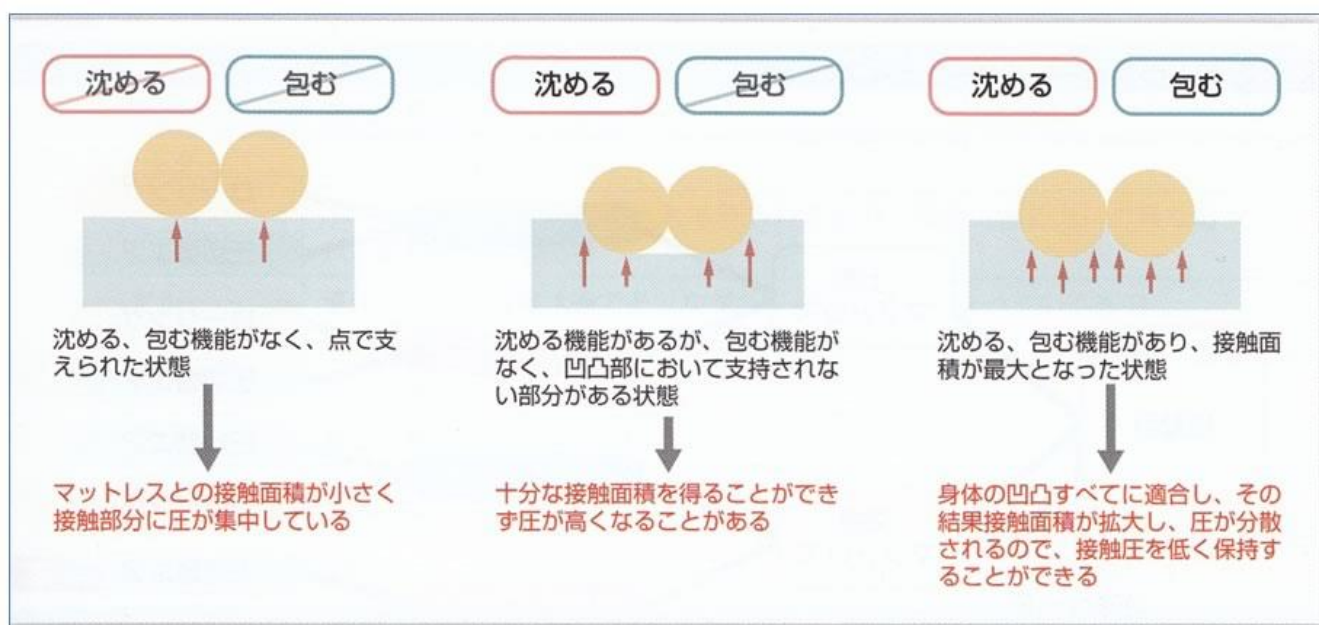 沈める
包む
沈める、包む機能がなく、点で支
えられた状態
マットレスとの接触面積が小さく
接触部分に圧が集中している
沈める
包む
沈める機能があるが、包む機能が
なく、凹凸部において支持されな
い部分がある状態
十分な接触面積を得ることができ
ず圧が高くなることがある
沈める
包む
沈める、包む機能があり、接触面
積が最大となった状態
身体の凹凸すべてに適合し、その
結果接触面積が拡大し、圧が分散
されるので、接触圧を低く保持す
ることができる